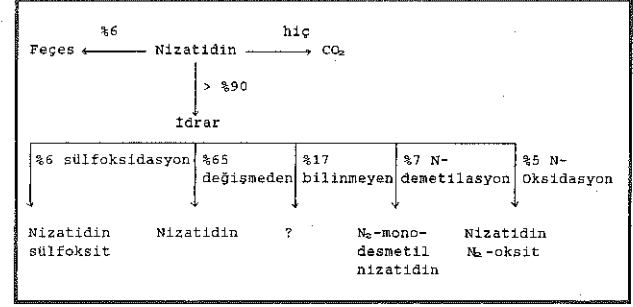 %6 hiç
Feçes Nizatidin CO₂
> %90
İdrar
%6 sülfoksidasyon %65 %17 %7 N- %5 N-
değişmeden bilinmeyen demetilasyon Oksidasyon
Nizatidin Nizatidin ? N₂-mono- Nizatidin
sülfoksit desmetil N₂-oksit
nizatidin